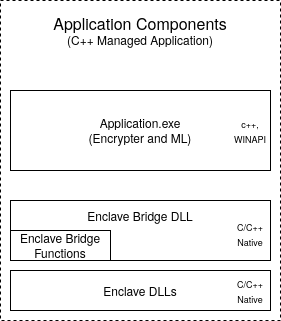 Application Components
(C++ Managed Application)
Application.exe
(Encrypter and ML)
c++,
WINAPI
Enclave Bridge DLL
C/C++
Native
Enclave Bridge
Functions
Enclave DLLs
C/C++
Native